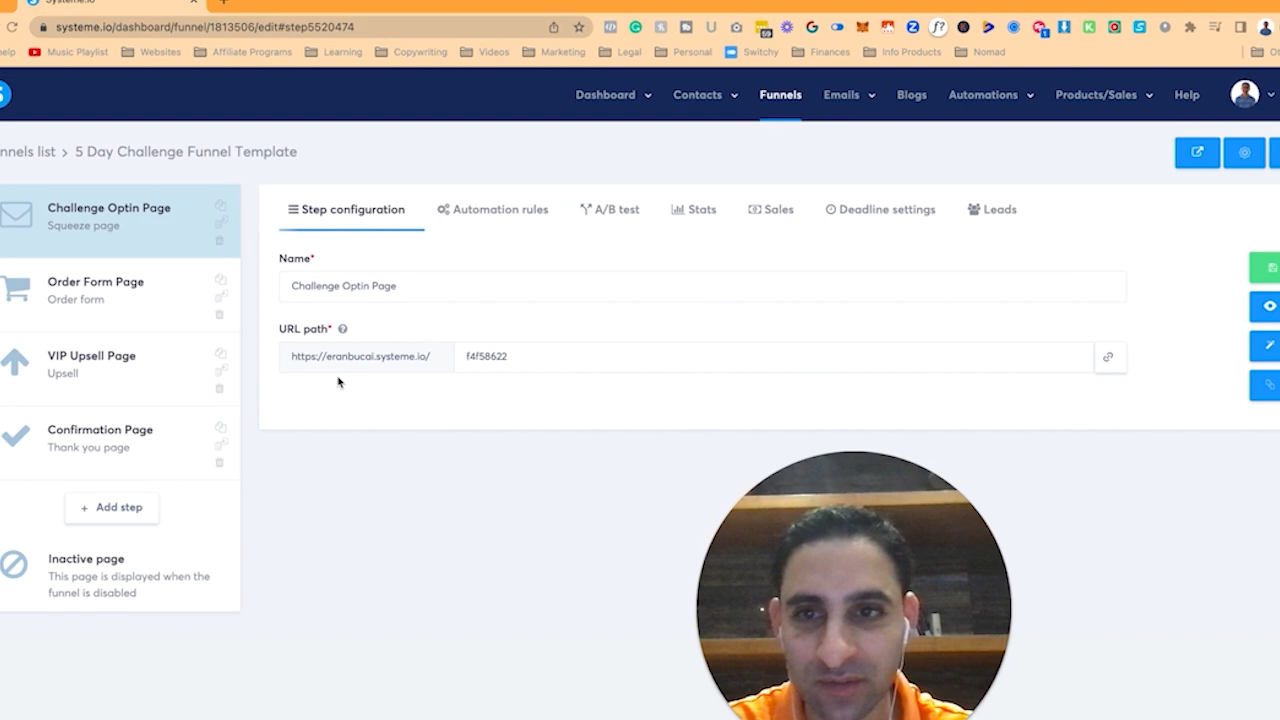 Systeme.io
systeme.io/dashboard/funnel/1813506/edit#step5520474
59
1
Music Playlist Websites Affiliate Programs Learning Copywriting Videos Marketing Legal Personal Switchy Finances Info Products Nomad
Dashboard Contacts Funnels Emails Blogs Automations Products/Sales Help
nnels list > 5 Day Challenge Funnel Template
Challenge Optin Page
Squeeze page
Order Form Page
Order form
VIP Upsell Page
Upsell
Confirmation Page
Thank you page
+ Add step
Inactive page
This page is displayed when the
funnel is disabled
Step configuration Automation rules A/B test Stats Sales Deadline settings Leads
Name*
Challenge Optin Page
URL path* ?
https://eranbucai.systeme.io/ f4f58622